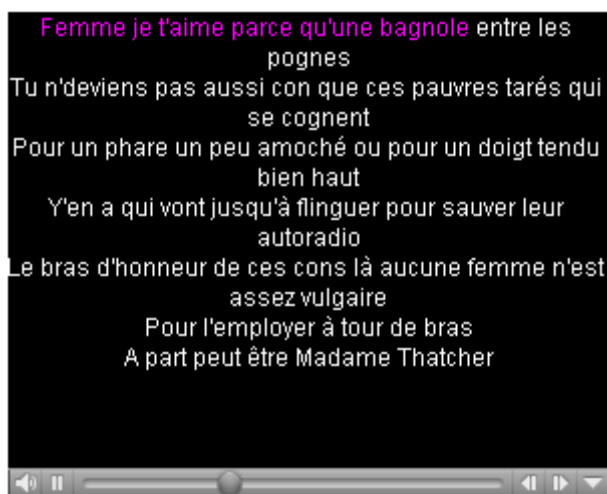 Femme je t'aime parce qu'une bagnole entre les
pognes
Tu n'deviens pas aussi con que ces pauvres tarés qui
se cognent
Pour un phare un peu amoché ou pour un doigt tendu
bien haut
Y'en a qui vont jusqu'à flinguer pour sauver leur
autoradio
Le bras d'honneur de ces cons là aucune femme n'est
assez vulgaire
Pour l'employer à tour de bras
A part peut être Madame Thatcher